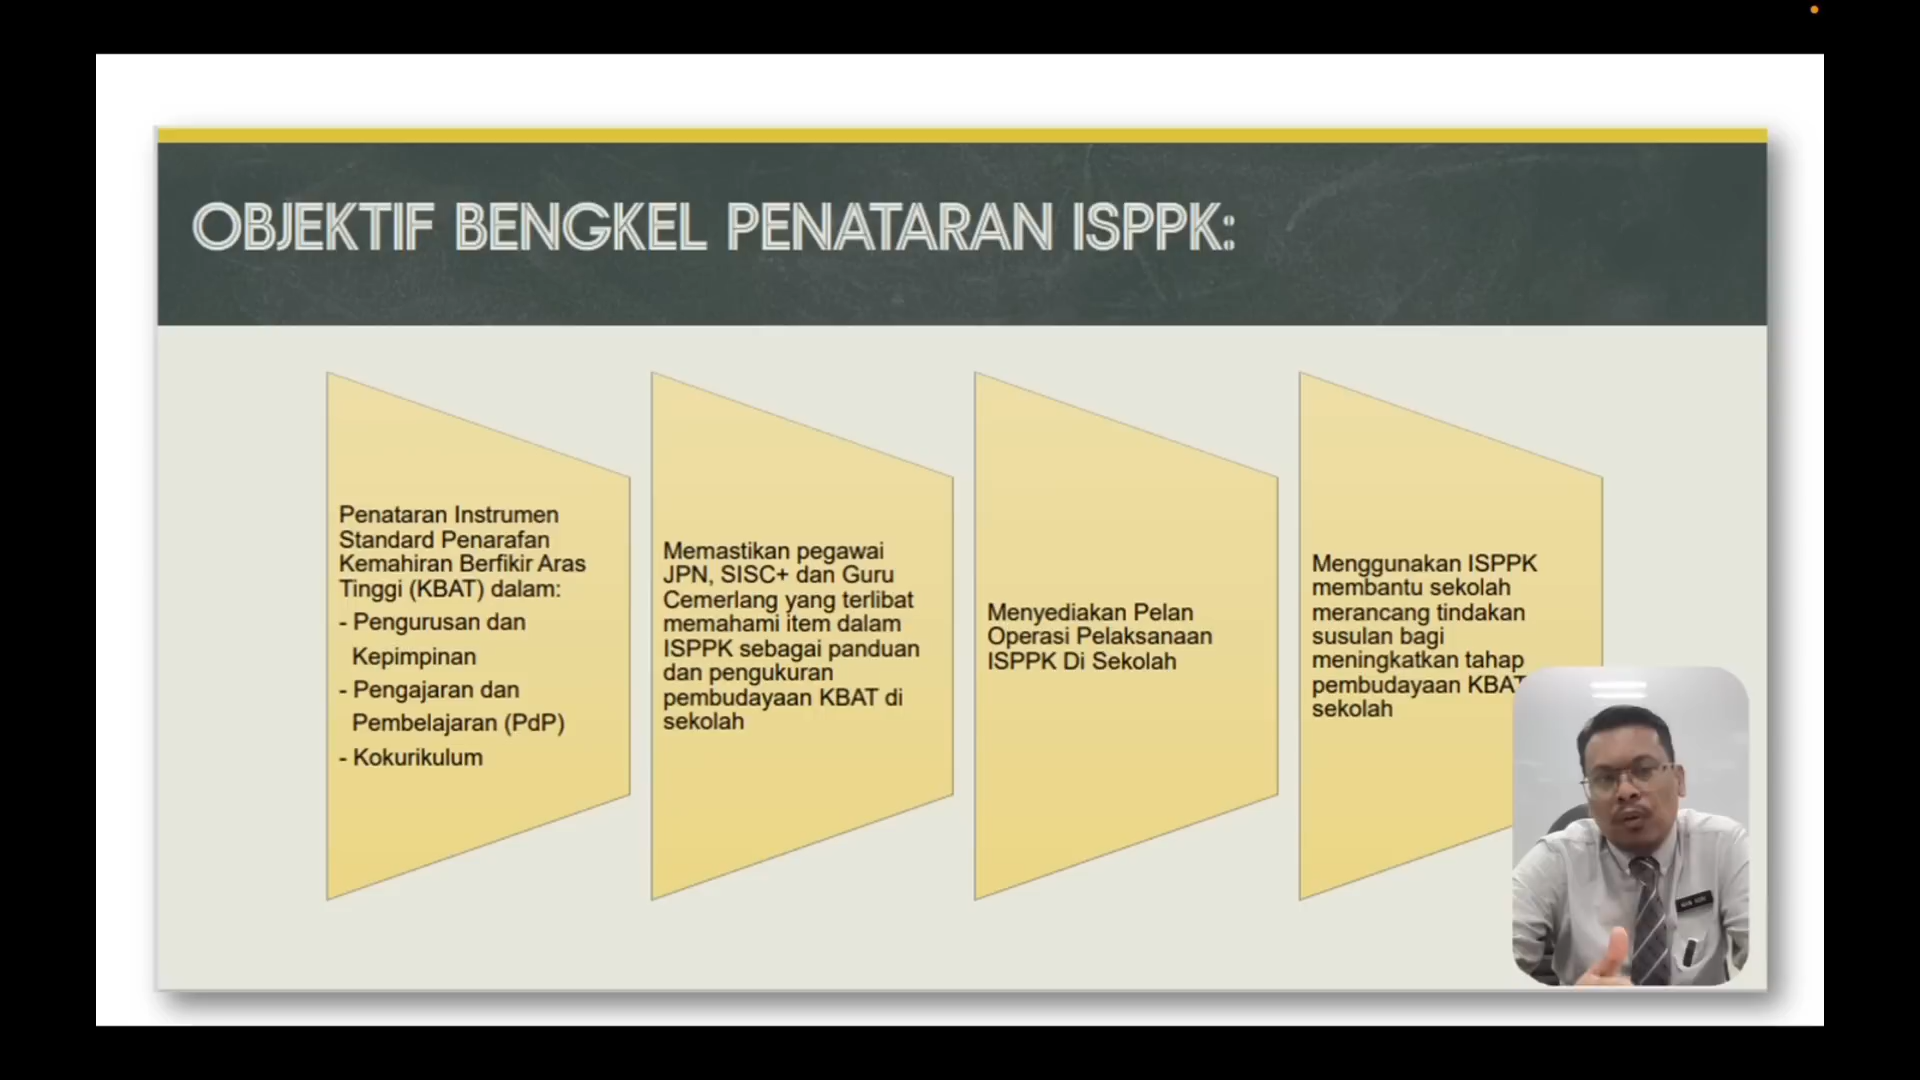 OBJEKTIF BENGKEL PENATARAN ISPPK:
Penataran Instrumen
Standard Penarafan
Kemahiran Berfikir Aras
Tinggi (KBAT) dalam:
- Pengurusan dan
Kepimpinan
- Pengajaran dan
Pembelajaran (PdP)
- Kokurikulum
Memastikan pegawai
JPN, SISC+ dan Guru
Cemerlang yang terlibat
memahami item dalam
ISPPK sebagai panduan
dan pengukuran
pembudayaan KBAT di
sekolah
Menyediakan Pelan
Operasi Pelaksanaan
ISPPK Di Sekolah
Menggunakan ISPPK
membantu sekolah
merancang tindakan
susulan bagi
meningkatkan tahap
pembudayaan KBAT
sekolah